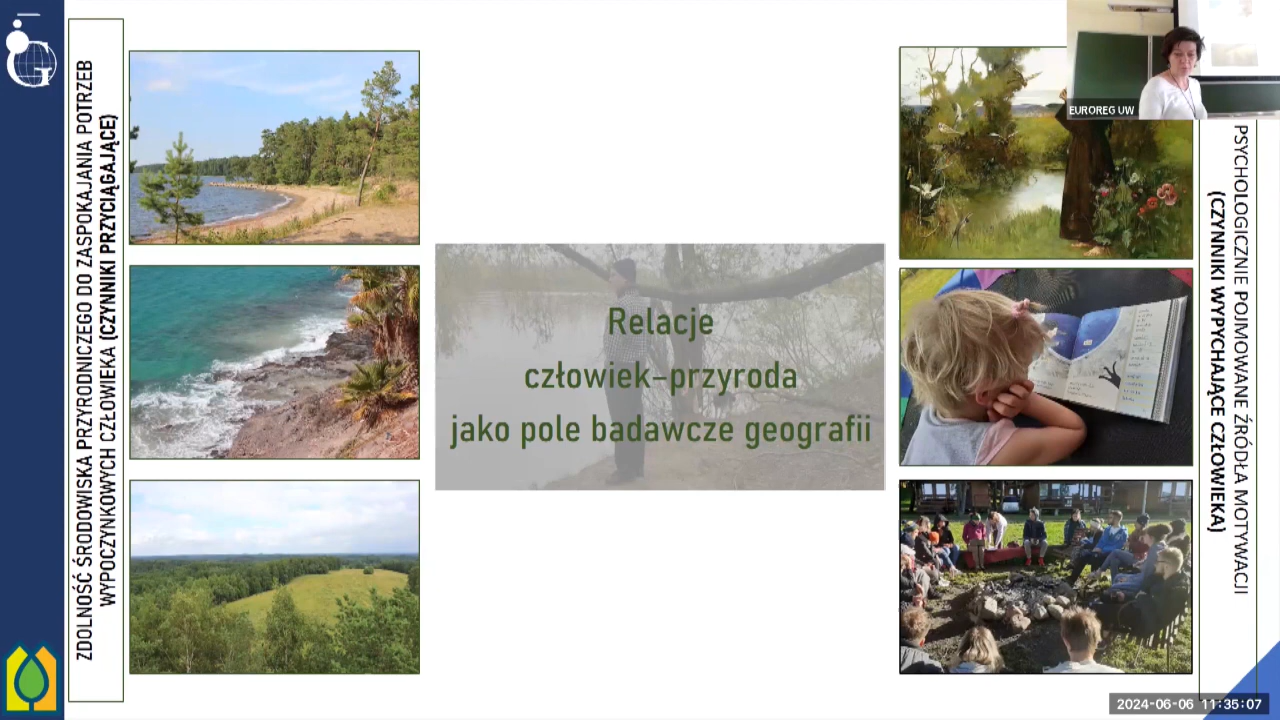 ZDOLNOŚĆ ŚRODOWISKA PRZYRODNICZEGO DO ZASPOKAJANIA POTRZEB
WYPOCZYNKOWYCH CZŁOWIEKA (CZYNNIKI PRZYCIĄGAJĄCE)
Relacje
człowiek–przyroda
jako pole badawcze geografii
EUROREG UW
PSYCHOLOGICZNIE POJMOWANE ŹRÓDŁA MOTYWACJI
(CZYNNIKI WYPYCHAJĄCE CZŁOWIEKA)
2024-06-06 11:35:07